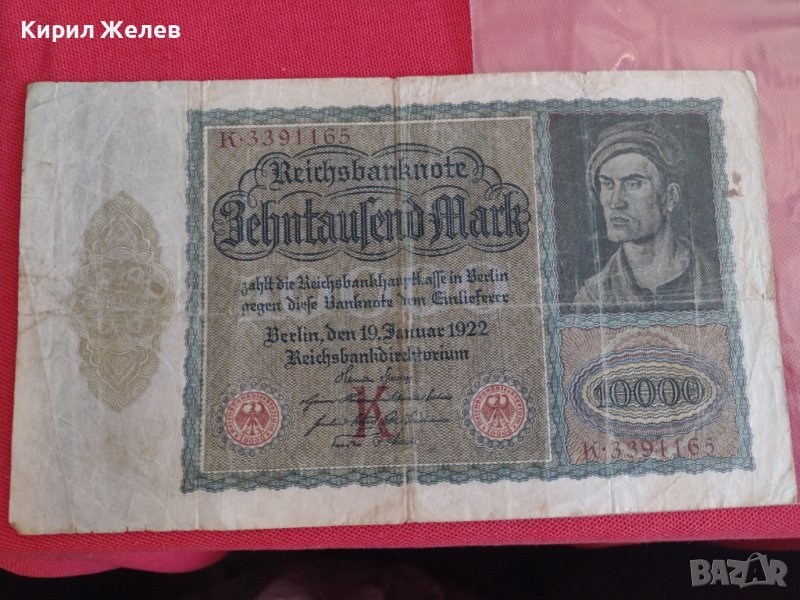 Кирил Желев
K·3391165
Reichsbanknote
Zehntausend Mark
zahlt die Reichsbankhauptkasse in Berlin
gegen diese Banknote dem Einlieferer
Berlin, den 19. Januar 1922
Reichsbankdirektorium
K
10000
K·3391165
BAZAR